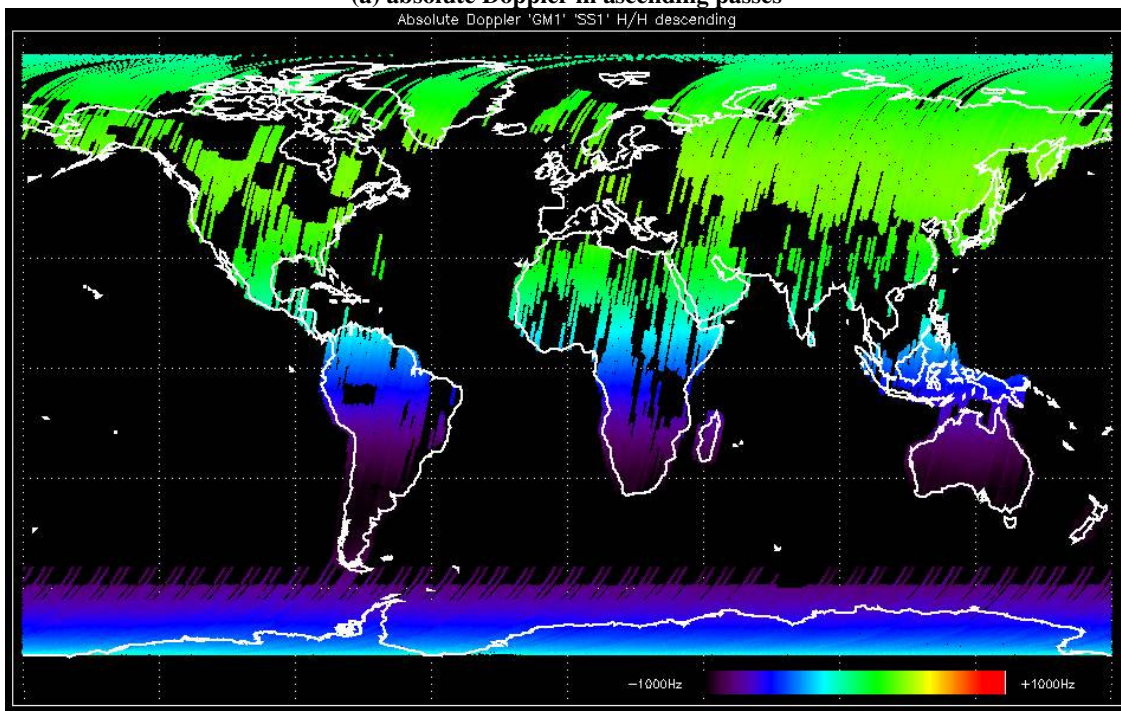 (a) absolute Doppler in ascending passes
Absolute Doppler 'GM1' 'SS1' H/H descending
−1000Hz
+1000Hz